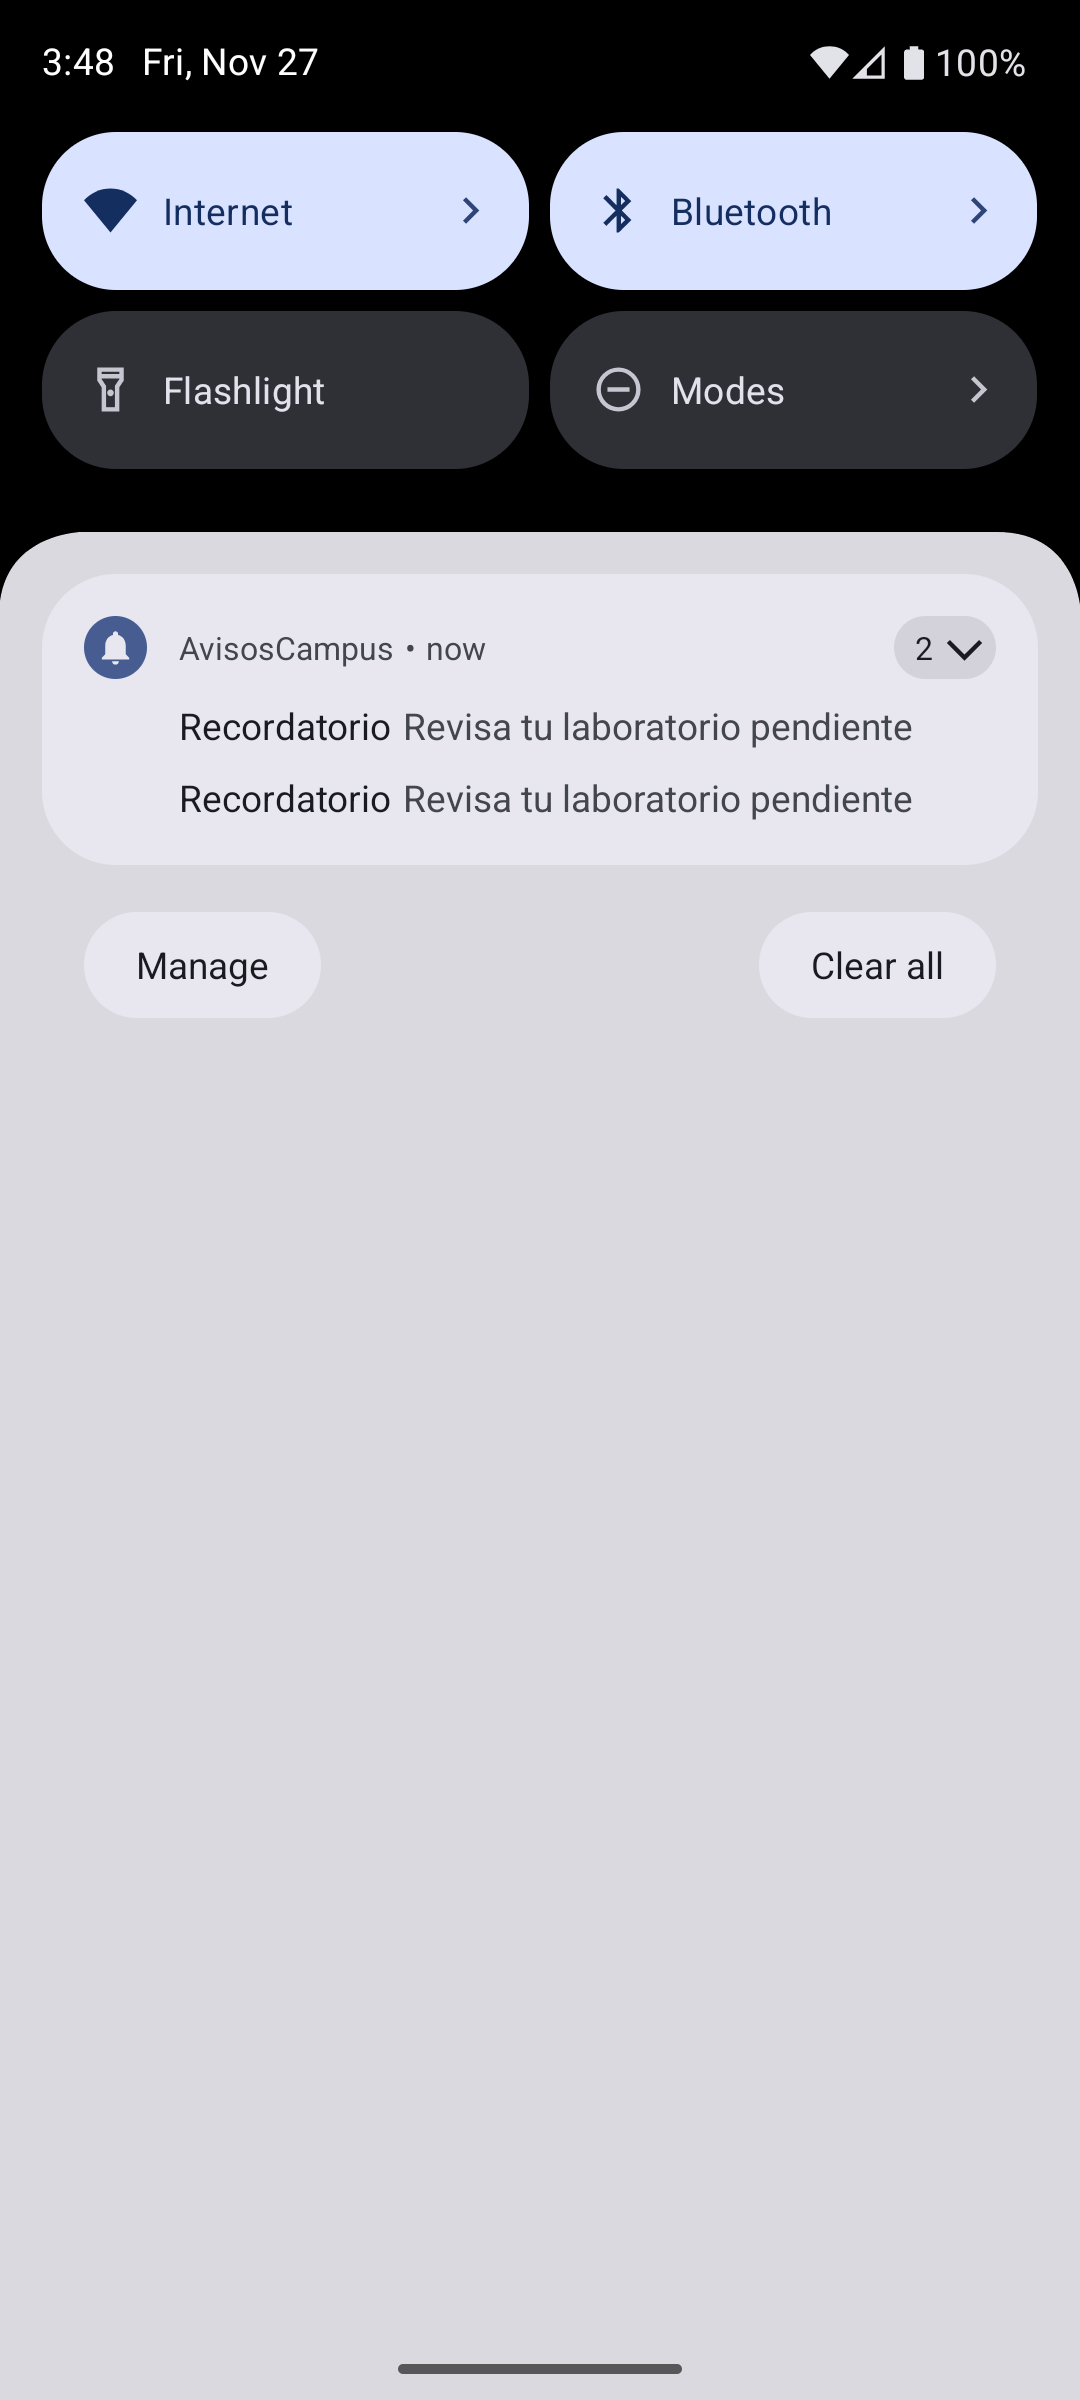 3:48 Fri, Nov 27 100%
Internet Bluetooth
Flashlight Modes
AvisosCampus • now 2
Recordatorio Revisa tu laboratorio pendiente
Recordatorio Revisa tu laboratorio pendiente
Manage Clear all